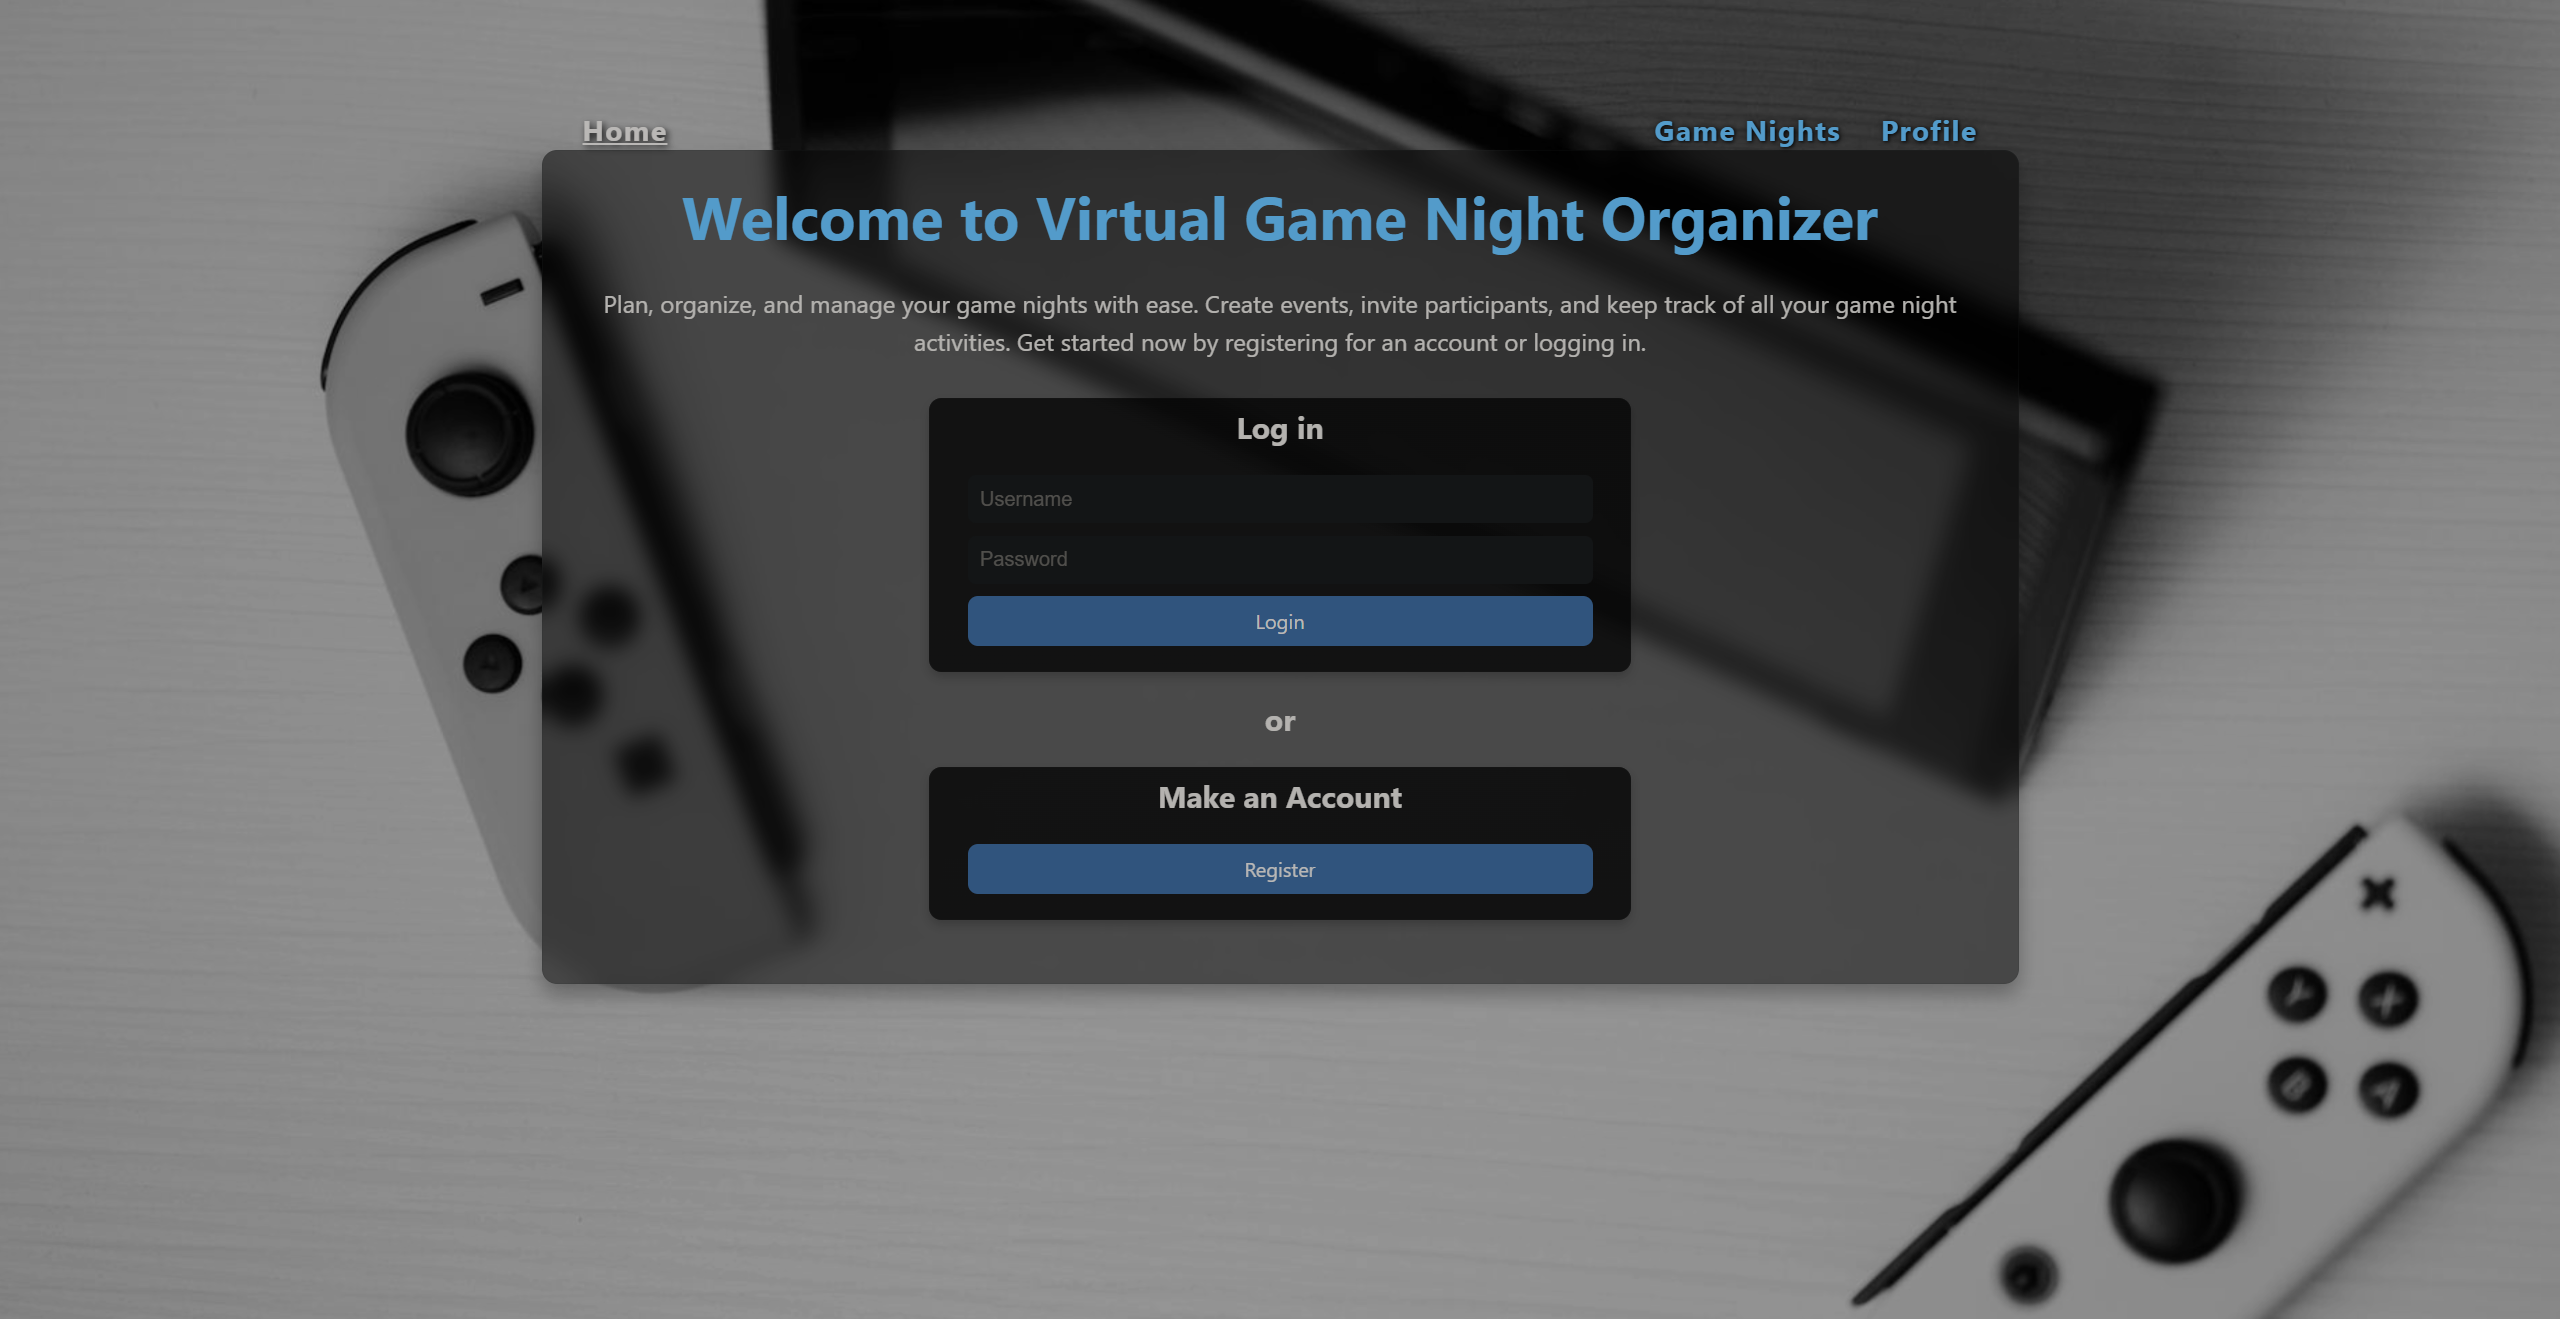 Home
Game Nights
Profile
Welcome to Virtual Game Night Organizer
Plan, organize, and manage your game nights with ease. Create events, invite participants, and keep track of all your game night
activities. Get started now by registering for an account or logging in.
Log in
Username
Password
Login
or
Make an Account
Register
Y X
B A